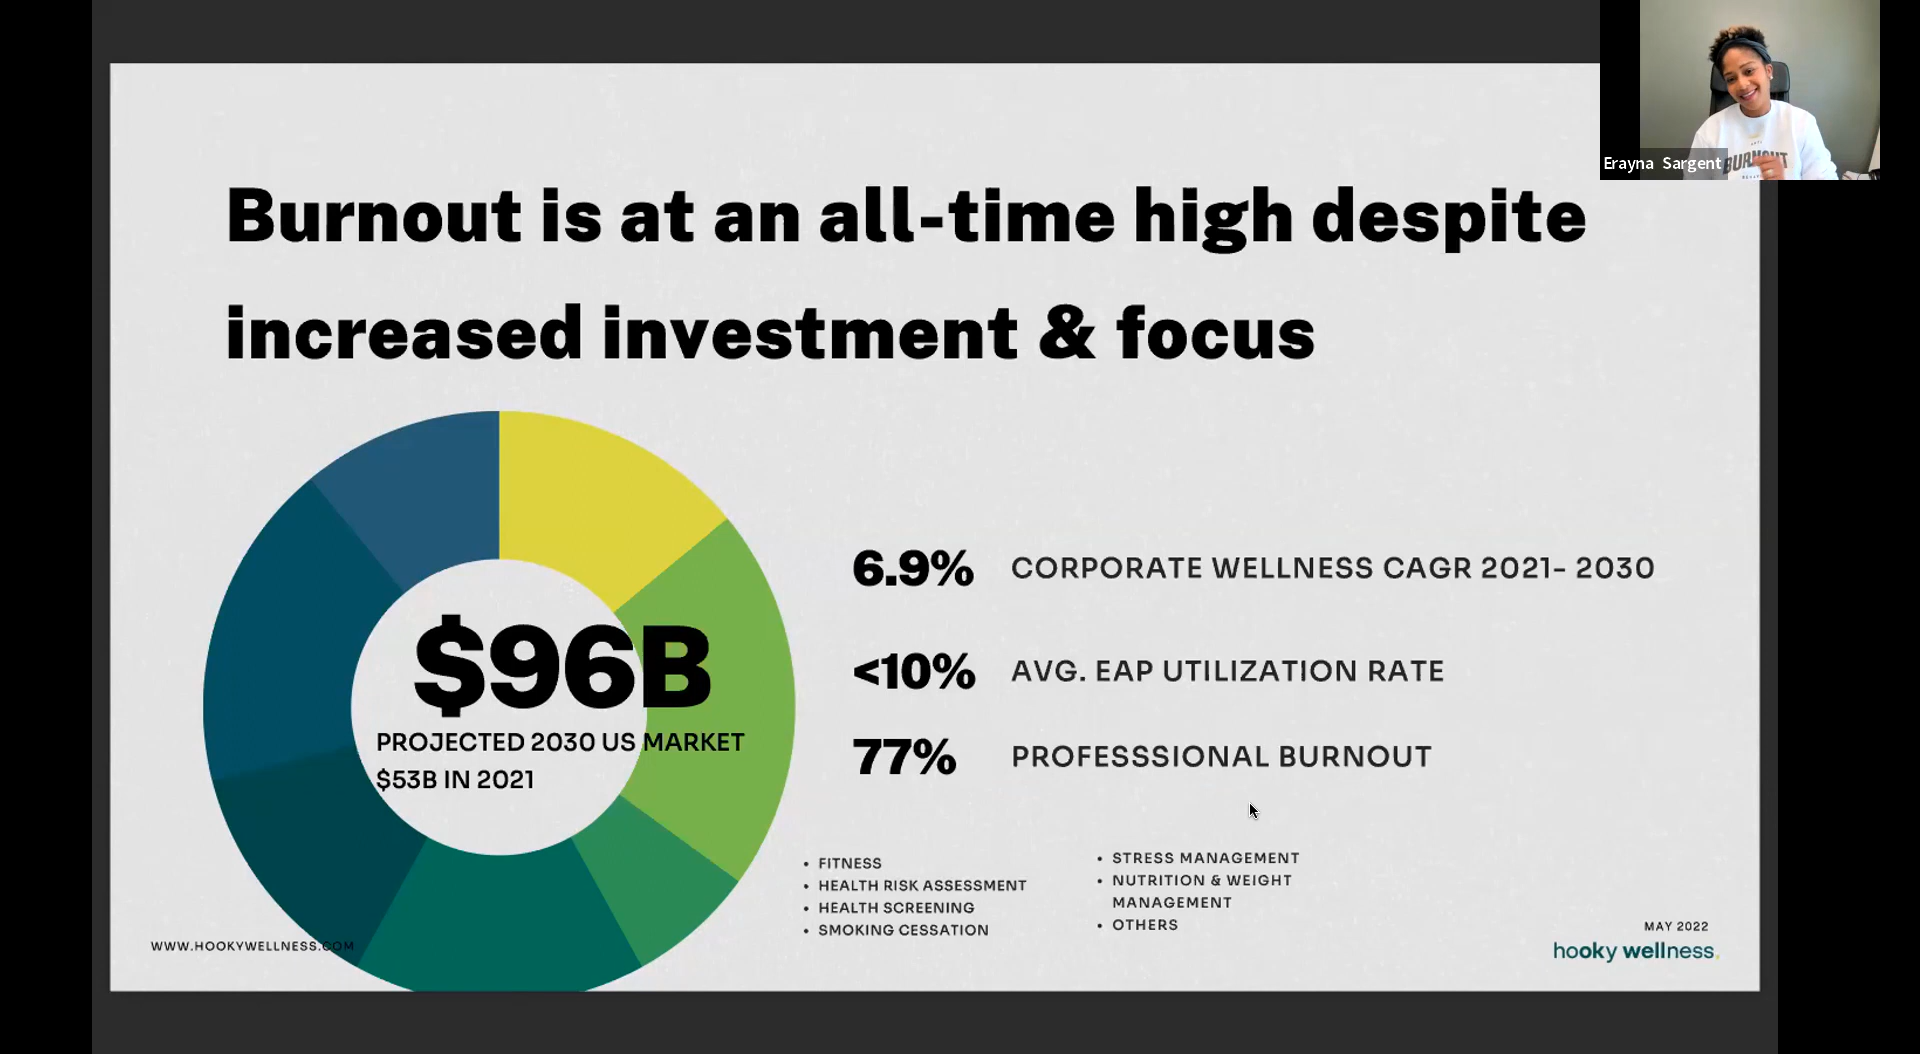 Erayna Sargent
BURNOUT
Burnout is at an all-time high despite
increased investment & focus
$96B
PROJECTED 2030 US MARKET
$53B IN 2021
6.9% CORPORATE WELLNESS CAGR 2021- 2030
<10% AVG. EAP UTILIZATION RATE
77% PROFESSSIONAL BURNOUT
• FITNESS
• HEALTH RISK ASSESSMENT
• HEALTH SCREENING
• SMOKING CESSATION
• STRESS MANAGEMENT
• NUTRITION & WEIGHT
MANAGEMENT
• OTHERS
WWW.HOOKYWELLNESS.COM
MAY 2022
hooky wellness.